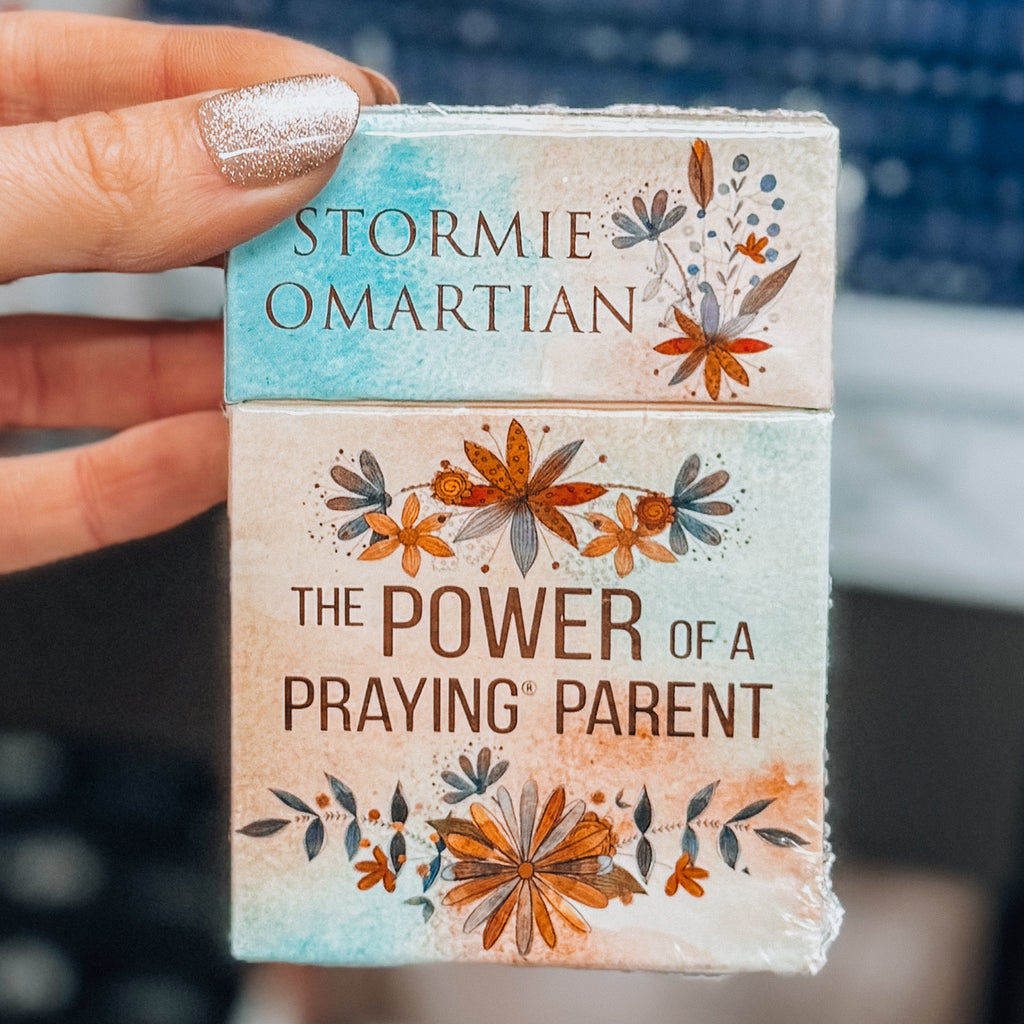 STORMIE
OMARTIAN
THE POWER OF A
PRAYING® PARENT